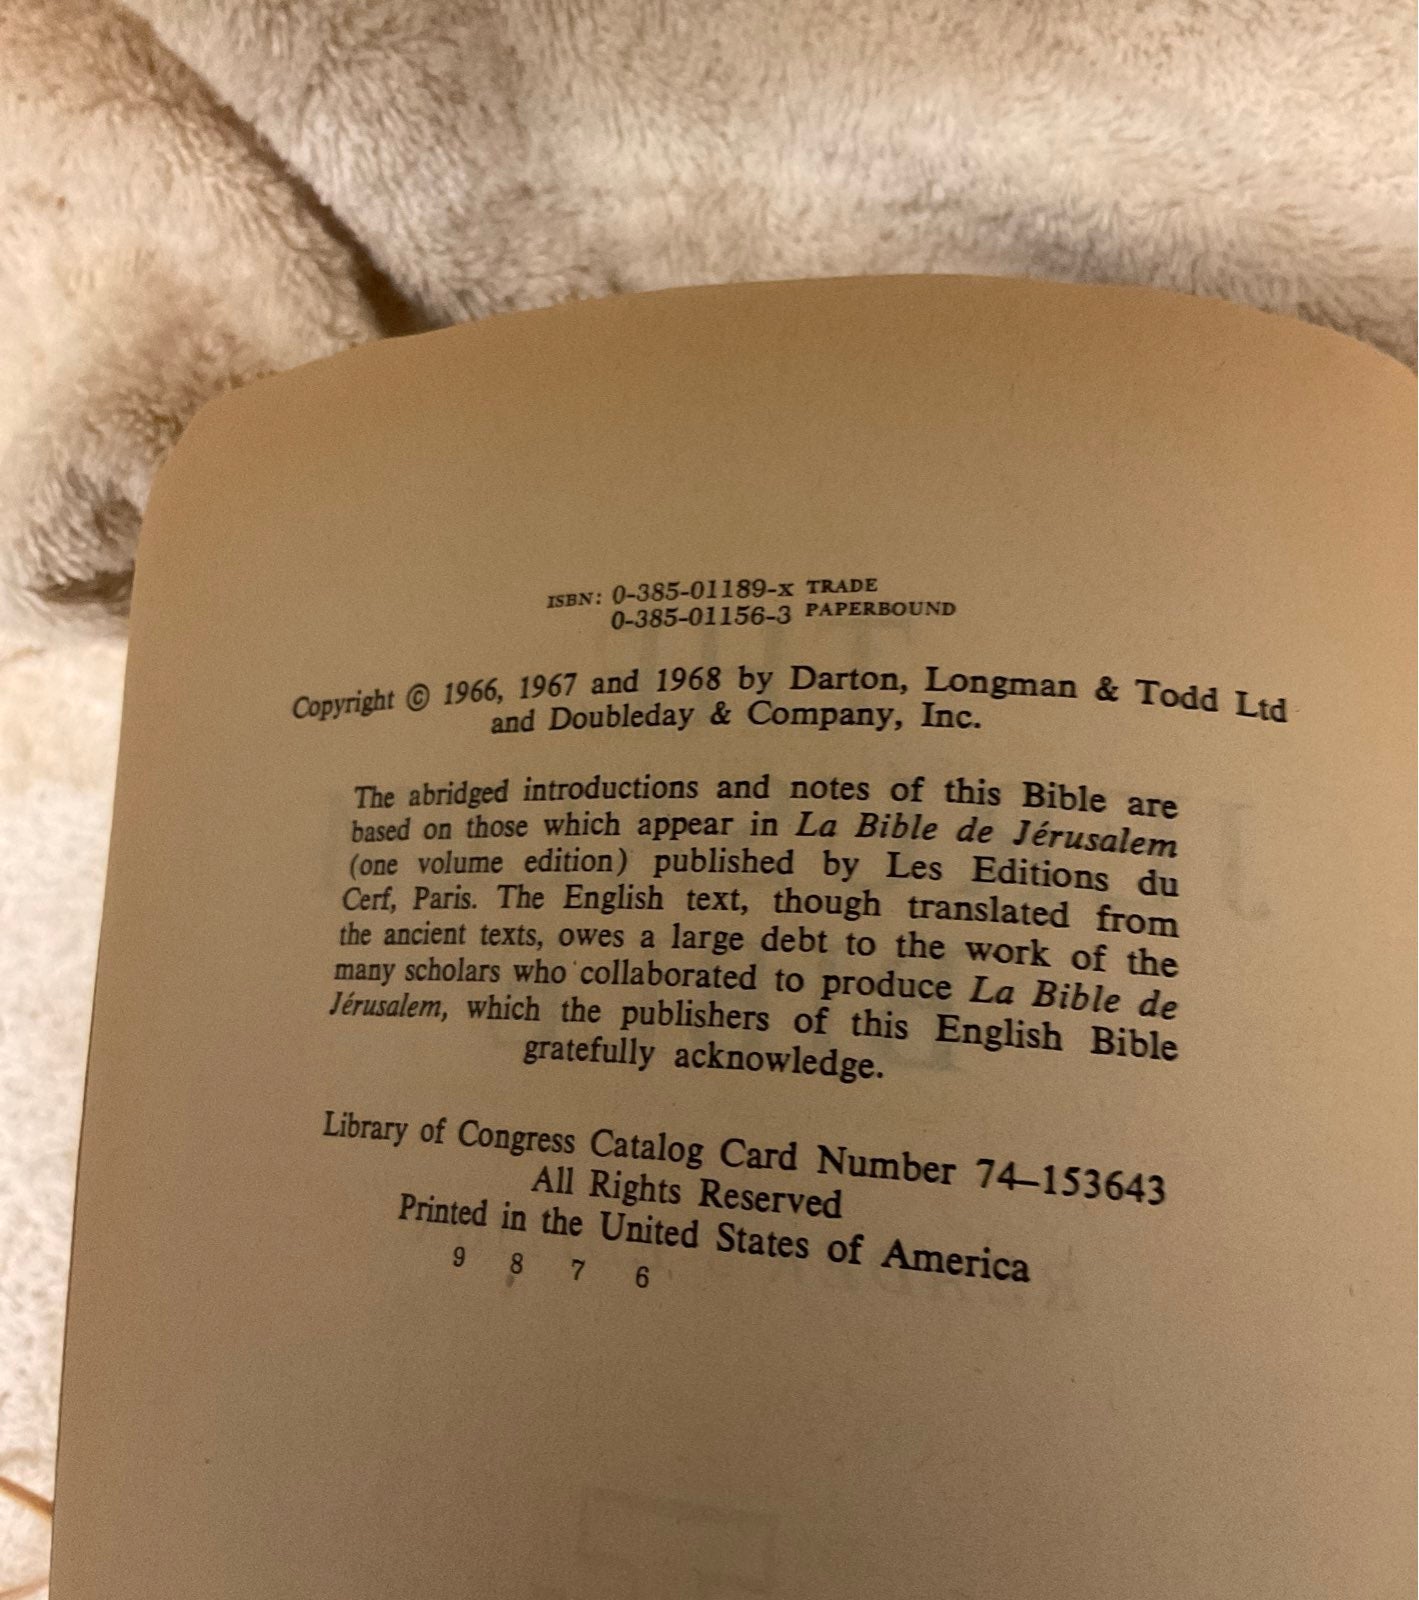 ISBN: 0-385-01189-x TRADE
0-385-01156-3 PAPERBOUND
Copyright © 1966, 1967 and 1968 by Darton, Longman & Todd Ltd
and Doubleday & Company, Inc.
The abridged introductions and notes of this Bible are
based on those which appear in La Bible de Jérusalem
(one volume edition) published by Les Editions du
Cerf, Paris. The English text, though translated from
the ancient texts, owes a large debt to the work of the
many scholars who collaborated to produce La Bible de
Jérusalem, which the publishers of this English Bible
gratefully acknowledge.
Library of Congress Catalog Card Number 74–153643
All Rights Reserved
Printed in the United States of America
9 8 7 6